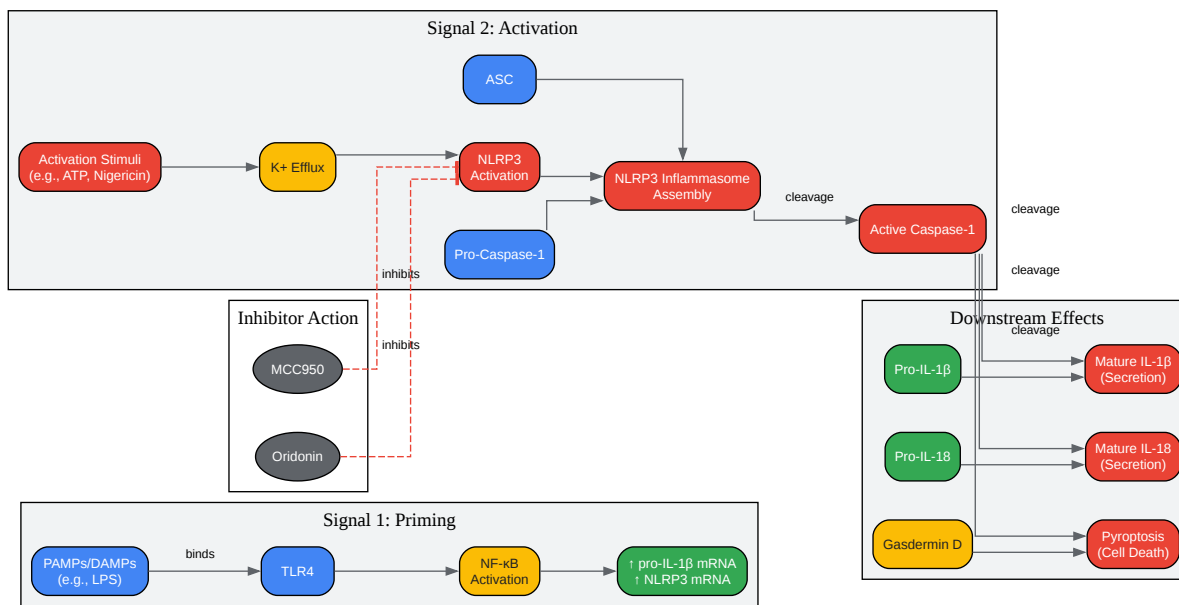 Signal 2: Activation
ASC
Activation Stimuli
(e.g., ATP, Nigericin)
K+ Efflux
NLRP3
Activation
NLRP3 Inflammasome
Assembly
cleavage
Active Caspase-1
cleavage
Pro-Caspase-1
inhibits
cleavage
Inhibitor Action
MCC950
inhibits
Oridonin
Downstream Effects
cleavage
Pro-IL-1β
Mature IL-1β
(Secretion)
Pro-IL-18
Mature IL-18
(Secretion)
Gasdermin D
Pyroptosis
(Cell Death)
Signal 1: Priming
PAMPs/DAMPs
(e.g., LPS)
binds
TLR4
NF-κB
Activation
↑ pro-IL-1β mRNA
↑ NLRP3 mRNA